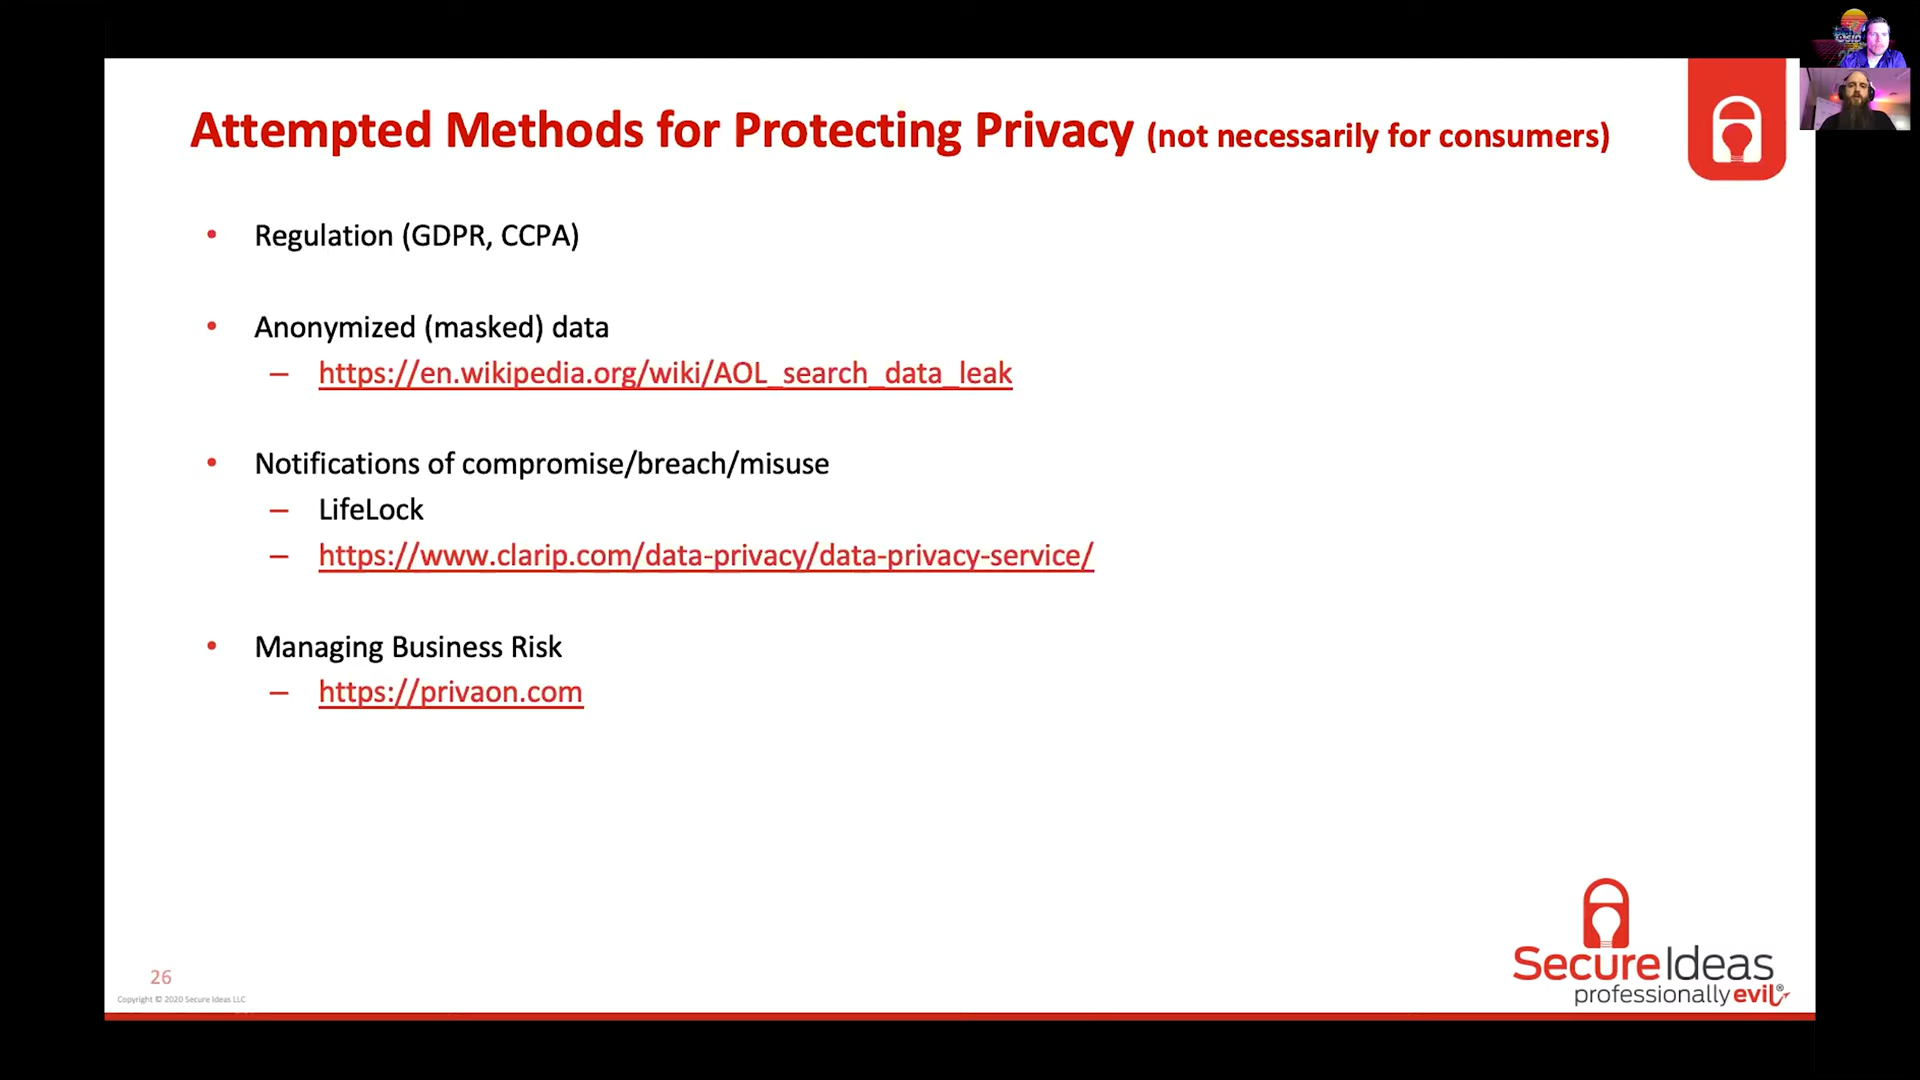 Attempted Methods for Protecting Privacy (not necessarily for consumers)
• Regulation (GDPR, CCPA)
• Anonymized (masked) data
– https://en.wikipedia.org/wiki/AOL_search_data_leak
• Notifications of compromise/breach/misuse
– LifeLock
– https://www.clarip.com/data-privacy/data-privacy-service/
• Managing Business Risk
– https://privaon.com
26
Copyright © 2020 Secure Ideas LLC
SecureIdeas
professionally evil®